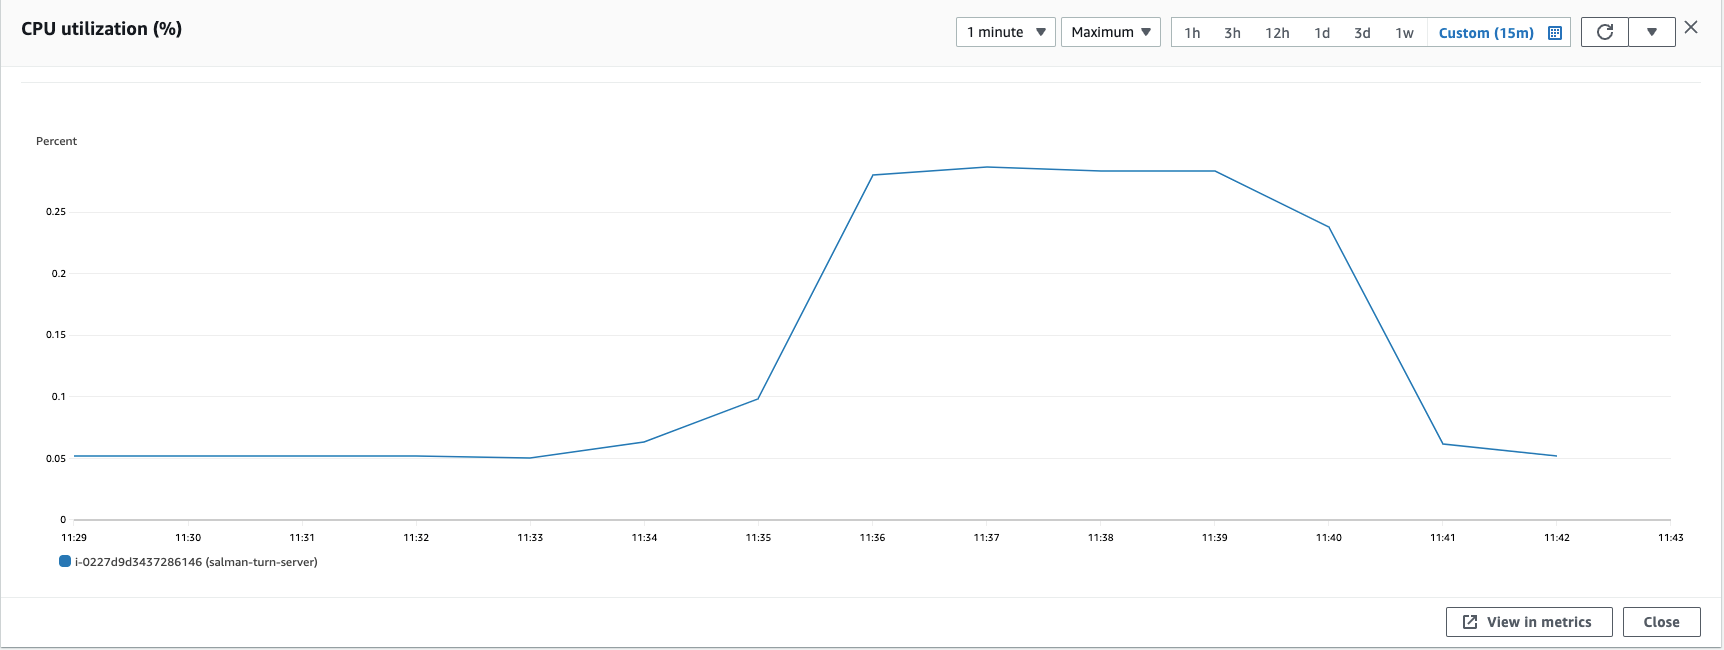 CPU utilization (%)
1 minute
Maximum
1h 3h 12h 1d 3d 1w Custom (15m)
Percent
0.25
0.2
0.15
0.1
0.05
0
11:29 11:30 11:31 11:32 11:33 11:34 11:35 11:36 11:37 11:38 11:39 11:40 11:41 11:42 11:43
i-0227d9d3437286146 (salman-turn-server)
View in metrics
Close